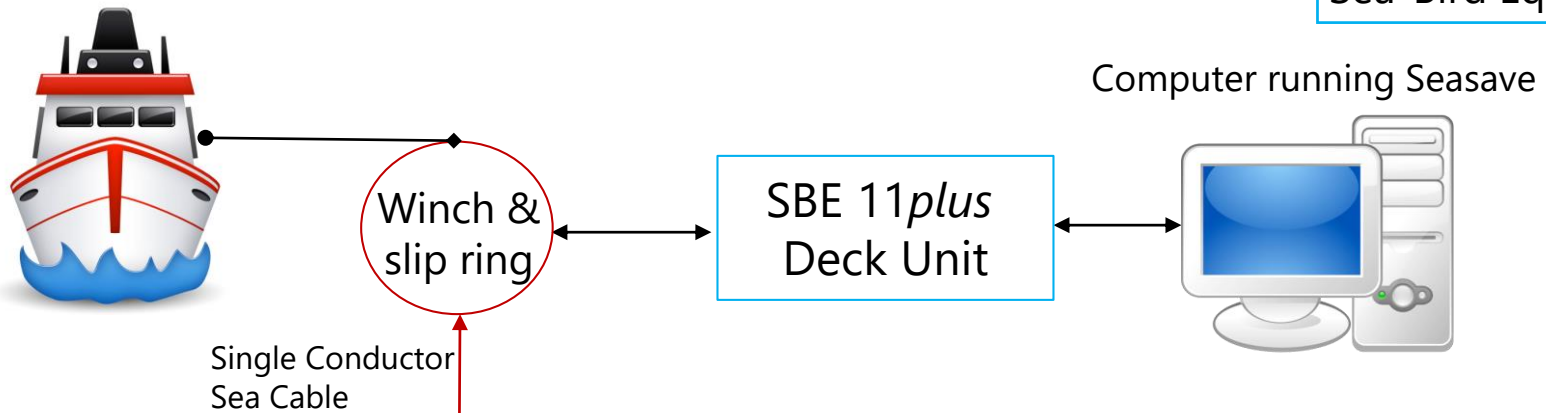 Computer running Seasave
Winch &
slip ring
SBE 11plus
Deck Unit
Single Conductor
Sea Cable